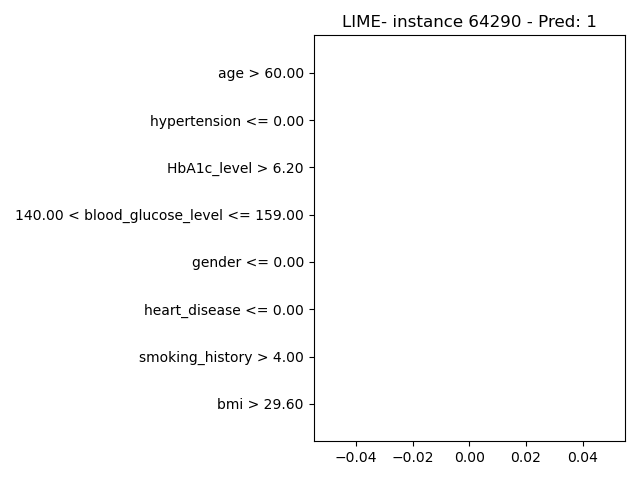 LIME- instance 64290 - Pred: 1
age > 60.00
hypertension <= 0.00
HbA1c_level > 6.20
140.00 < blood_glucose_level <= 159.00
gender <= 0.00
heart_disease <= 0.00
smoking_history > 4.00
bmi > 29.60
−0.04 −0.02 0.00 0.02 0.04